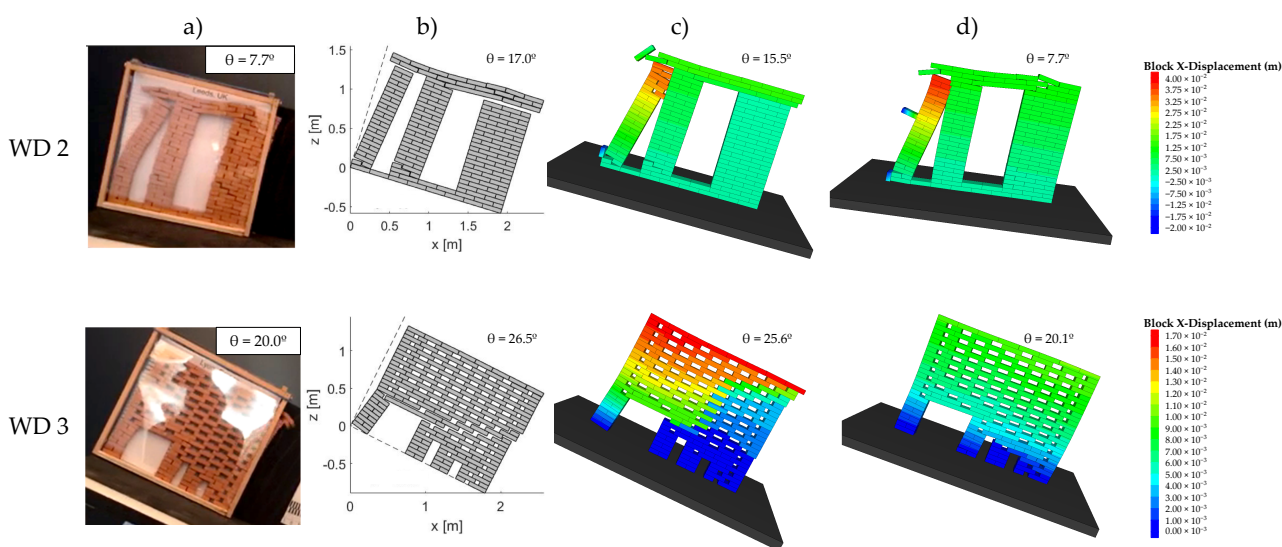 a)
b)
c)
d)
WD 2
θ = 7.7º
Leeds, UK
1.5
1
0.5
0
-0.5
z [m]
0
0.5
1
1.5
2
x [m]
θ = 17.0º
θ = 15.5º
θ = 7.7º
Block X-Displacement (m)
4.00 × 10⁻²
3.75 × 10⁻²
3.25 × 10⁻²
2.75 × 10⁻²
2.25 × 10⁻²
1.75 × 10⁻²
1.25 × 10⁻²
7.50 × 10⁻³
2.50 × 10⁻³
−2.50 × 10⁻³
−7.50 × 10⁻³
−1.25 × 10⁻²
−1.75 × 10⁻²
−2.00 × 10⁻²
WD 3
θ = 20.0º
1
0.5
0
-0.5
z [m]
0
1
2
x [m]
θ = 26.5º
θ = 25.6º
θ = 20.1º
Block X-Displacement (m)
1.70 × 10⁻²
1.60 × 10⁻²
1.50 × 10⁻²
1.40 × 10⁻²
1.30 × 10⁻²
1.20 × 10⁻²
1.10 × 10⁻²
1.00 × 10⁻²
9.00 × 10⁻³
8.00 × 10⁻³
7.00 × 10⁻³
6.00 × 10⁻³
5.00 × 10⁻³
4.00 × 10⁻³
3.00 × 10⁻³
2.00 × 10⁻³
1.00 × 10⁻³
0.00 × 10⁻³